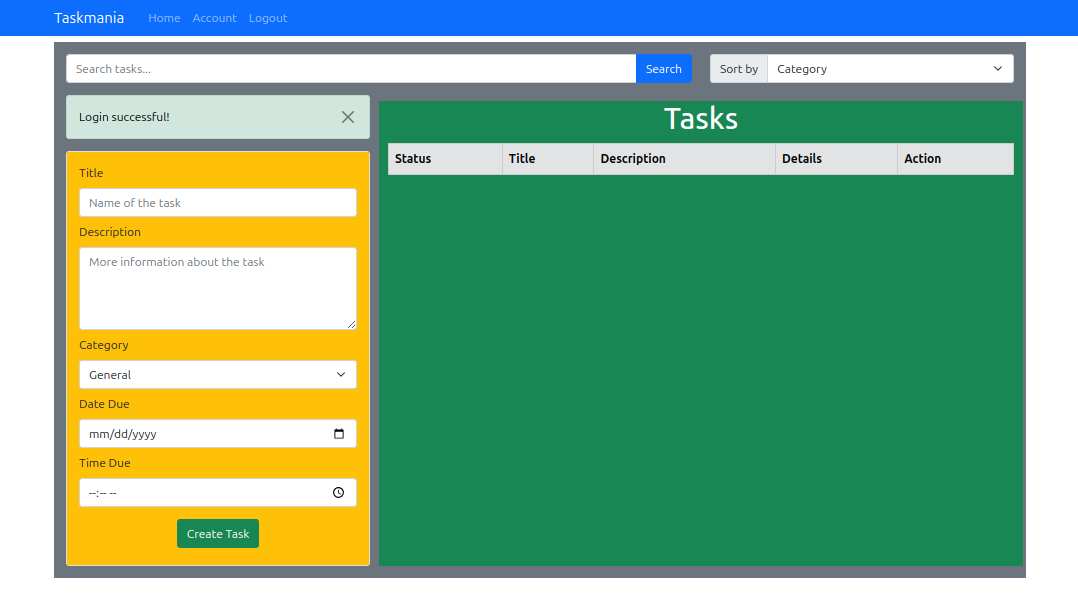 Taskmania Home Account Logout
Search tasks... Search Sort by Category
Login successful!
Tasks
Status Title Description Details Action
Title
Name of the task
Description
More information about the task
Category
General
Date Due
mm/dd/yyyy
Time Due
--:-- --
Create Task